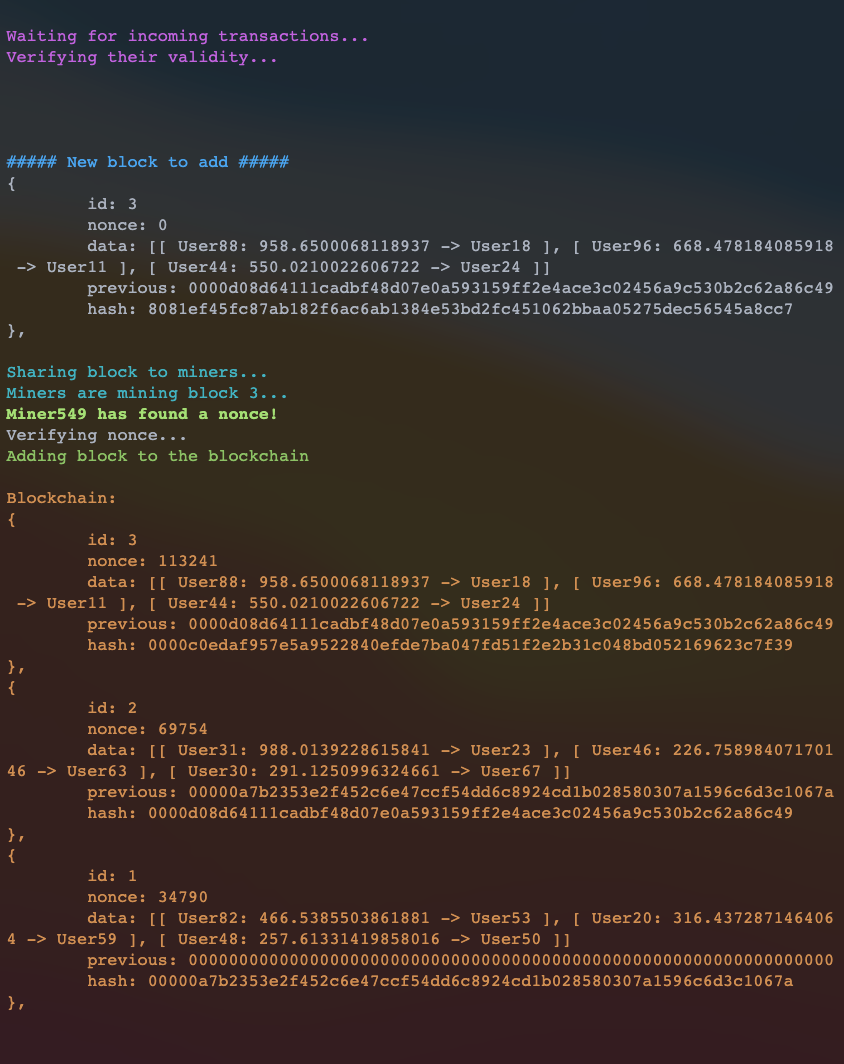 Waiting for incoming transactions...
Verifying their validity...
##### New block to add #####
{
id: 3
nonce: 0
data: [[ User88: 958.6500068118937 -> User18 ], [ User96: 668.478184085918
-> User11 ], [ User44: 550.0210022606722 -> User24 ]]
previous: 0000d08d64111cadbf48d07e0a593159ff2e4ace3c02456a9c530b2c62a86c49
hash: 8081ef45fc87ab182f6ac6ab1384e53bd2fc451062bbaa05275dec56545a8cc7
},
Sharing block to miners...
Miners are mining block 3...
Miner549 has found a nonce!
Verifying nonce...
Adding block to the blockchain
Blockchain:
{
id: 3
nonce: 113241
data: [[ User88: 958.6500068118937 -> User18 ], [ User96: 668.478184085918
-> User11 ], [ User44: 550.0210022606722 -> User24 ]]
previous: 0000d08d64111cadbf48d07e0a593159ff2e4ace3c02456a9c530b2c62a86c49
hash: 0000c0edaf957e5a9522840efde7ba047fd51f2e2b31c048bd052169623c7f39
},
{
id: 2
nonce: 69754
data: [[ User31: 988.0139228615841 -> User23 ], [ User46: 226.758984071701
46 -> User63 ], [ User30: 291.1250996324661 -> User67 ]]
previous: 00000a7b2353e2f452c6e47ccf54dd6c8924cd1b028580307a1596c6d3c1067a
hash: 0000d08d64111cadbf48d07e0a593159ff2e4ace3c02456a9c530b2c62a86c49
},
{
id: 1
nonce: 34790
data: [[ User82: 466.5385503861881 -> User53 ], [ User20: 316.437287146406
4 -> User59 ], [ User48: 257.61331419858016 -> User50 ]]
previous: 0000000000000000000000000000000000000000000000000000000000000000
hash: 00000a7b2353e2f452c6e47ccf54dd6c8924cd1b028580307a1596c6d3c1067a
},